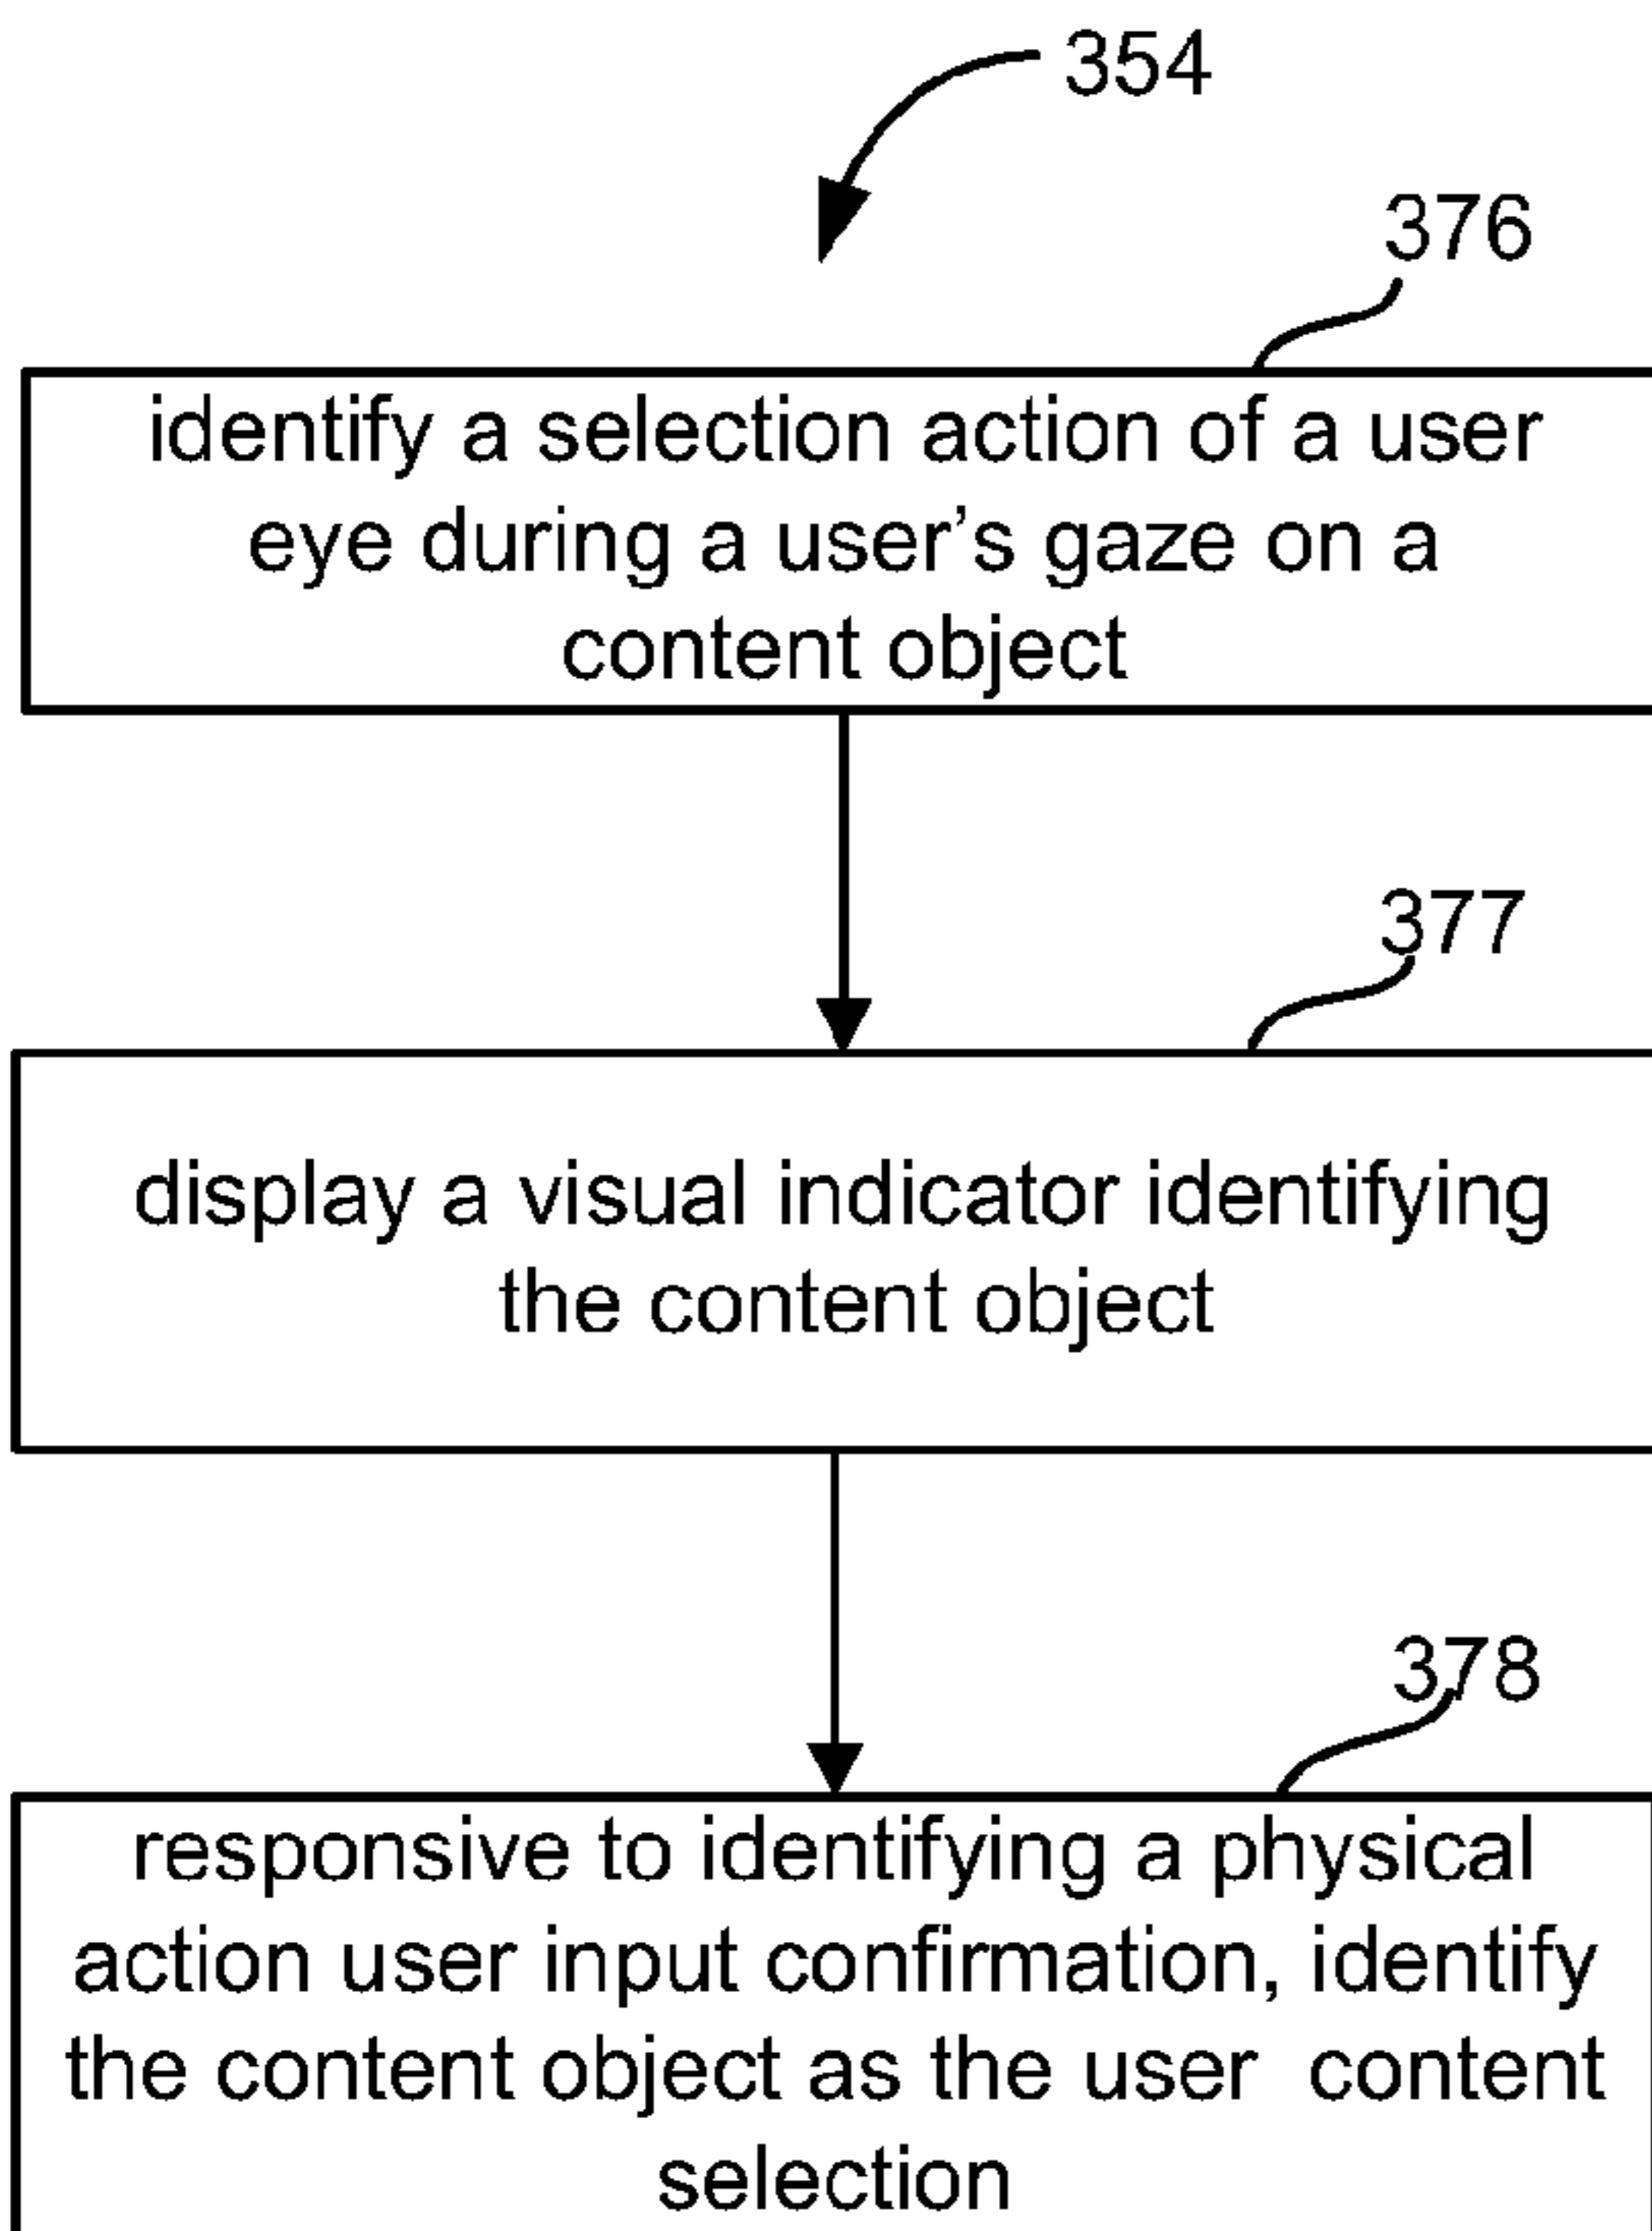 354
376
identify a selection action of a user
eye during a user's gaze on a
content object
377
display a visual indicator identifying
the content object
378
responsive to identifying a physical
action user input confirmation, identify
the content object as the user content
selection